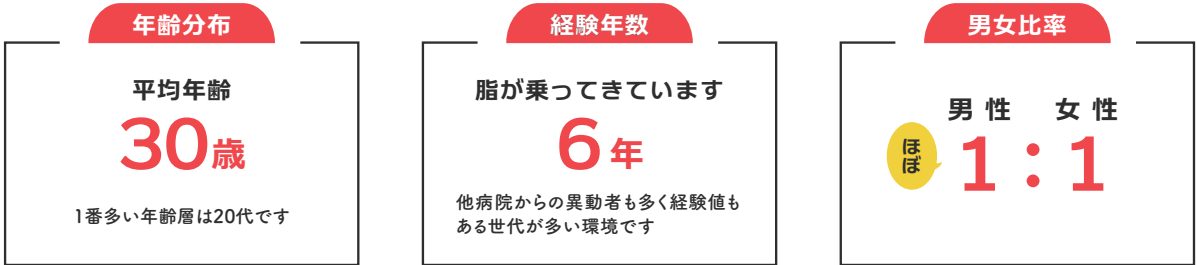 年齢分布
平均年齢
30歳
1番多い年齢層は20代です
経験年数
脂が乗ってきています
6年
他病院からの異動者も多く経験値も
ある世代が多い環境です
男女比率
男性 女性
ほぼ
1:1